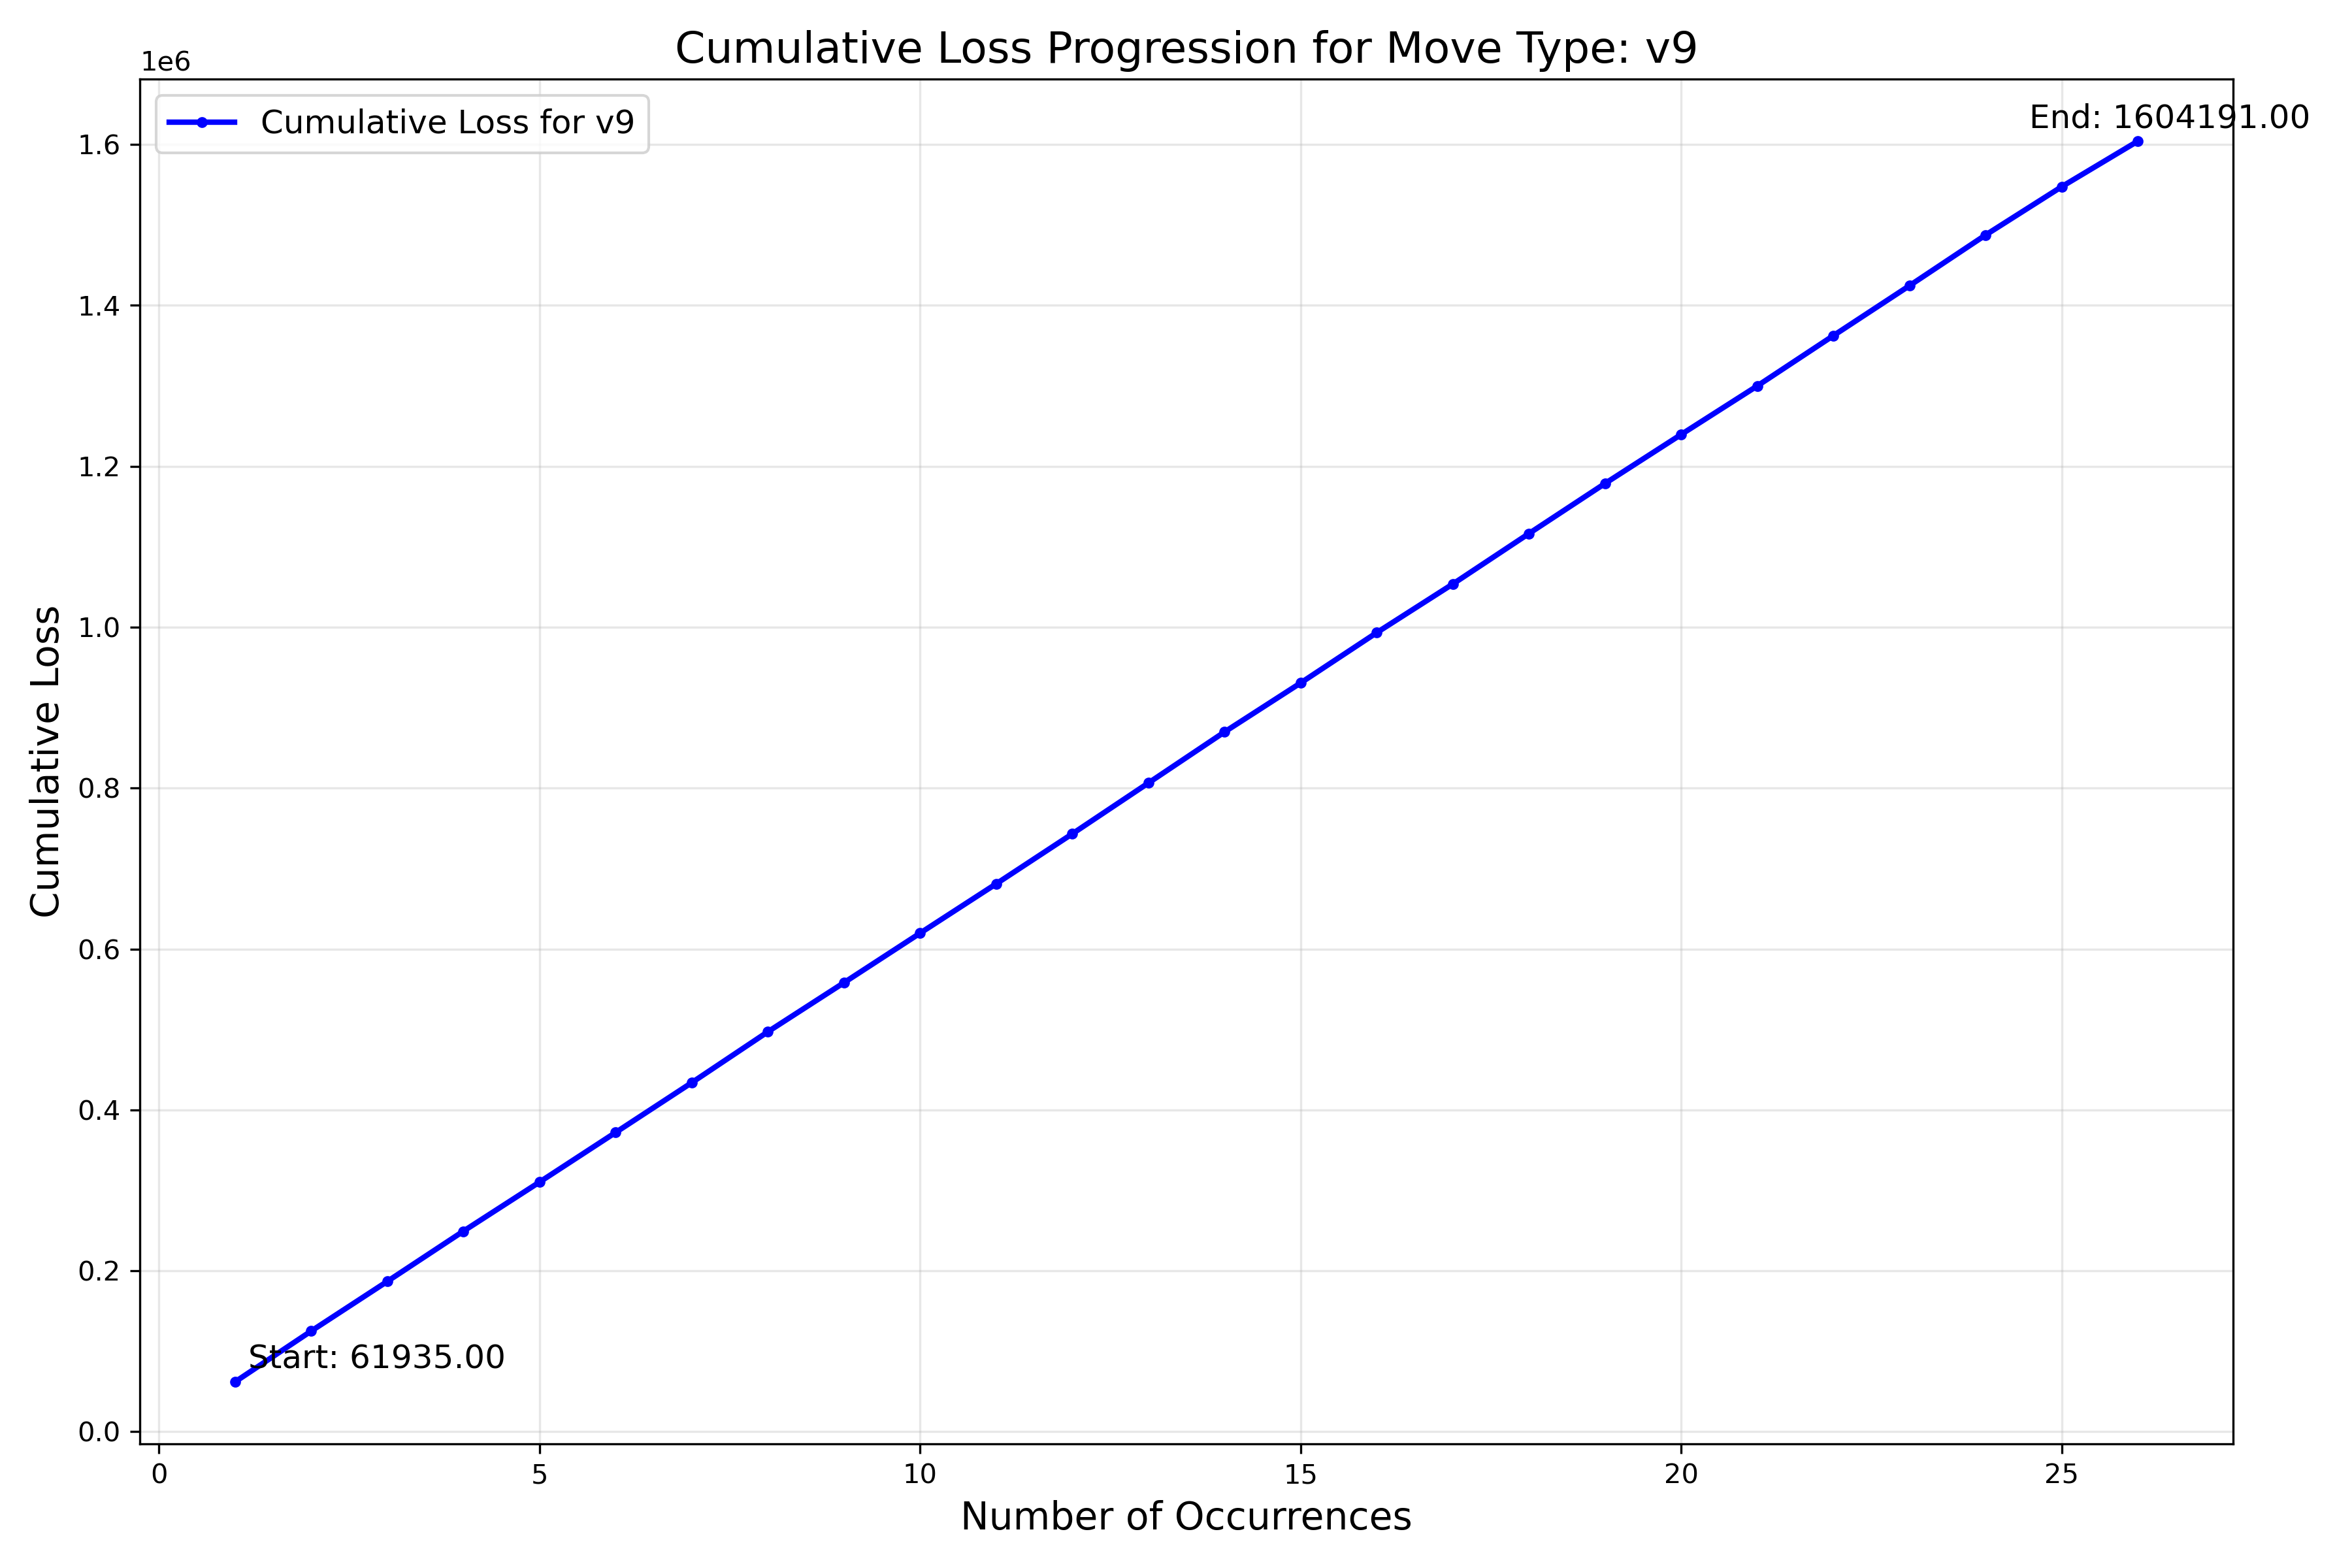 Cumulative Loss Progression for Move Type: v9
1e6
Cumulative Loss for v9
End: 1604191.00
1.6
1.4
1.2
1.0
0.8
0.6
0.4
0.2
0.0
Cumulative Loss
Start: 61935.00
0 5 10 15 20 25
Number of Occurrences